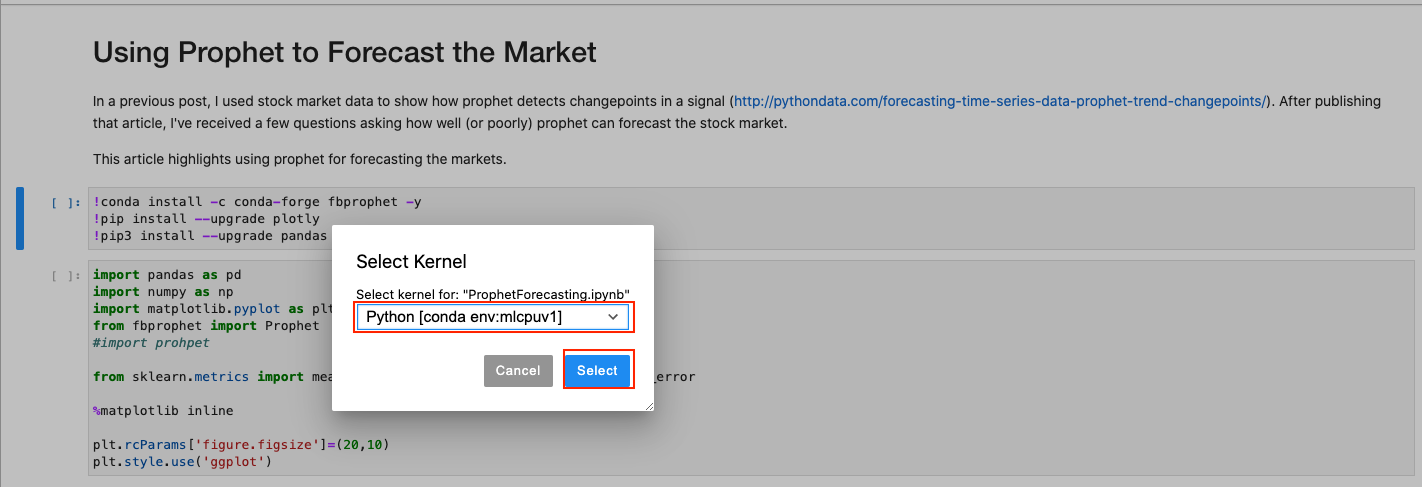 Using Prophet to Forecast the Market
In a previous post, I used stock market data to show how prophet detects changepoints in a signal (http://pythondata.com/forecasting-time-series-data-prophet-trend-changepoints/). After publishing
that article, I've received a few questions asking how well (or poorly) prophet can forecast the stock market.
This article highlights using prophet for forecasting the markets.
[ ]: !conda install -c conda-forge fbprophet -y
!pip install --upgrade plotly
!pip3 install --upgrade pandas
Select Kernel
Select kernel for: "ProphetForecasting.ipynb"
Python [conda env:mlcpuv1]
Cancel Select
[ ]: import pandas as pd
import numpy as np
import matplotlib.pyplot as plt
from fbprophet import Prophet
#import prohpet
from sklearn.metrics import mea _error
%matplotlib inline
plt.rcParams['figure.figsize']=(20,10)
plt.style.use('ggplot')